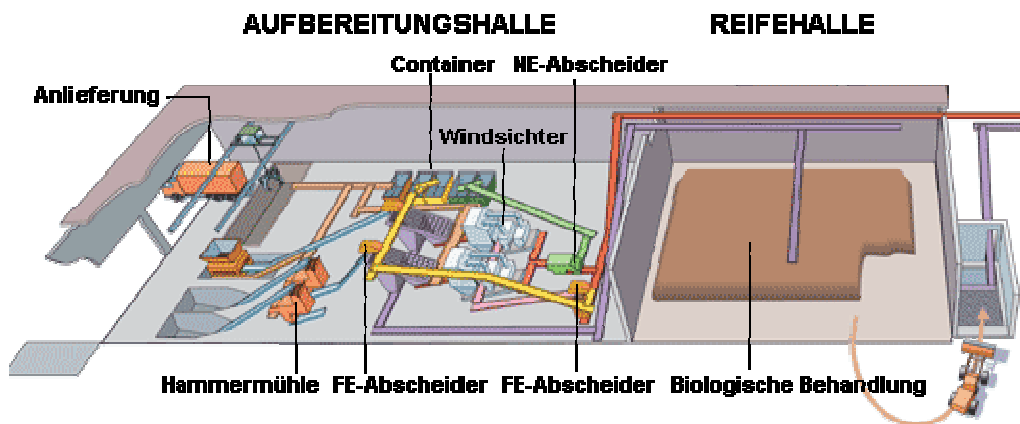 AUFBEREITUNGSHALLE
REIFEHALLE
Container
NE-Abscheider
Anlieferung
Windsichter
Hammermühle
FE-Abscheider
FE-Abscheider
Biologische Behandlung